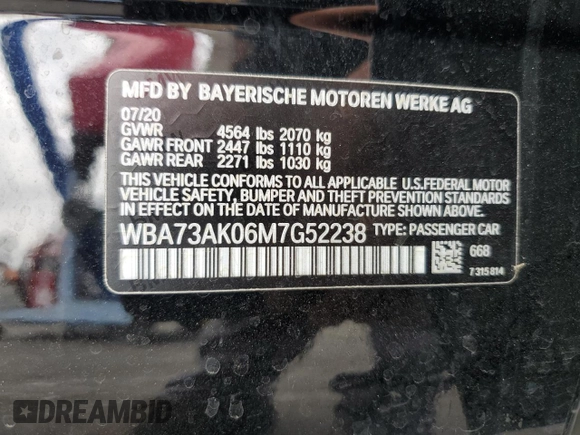 MFD BY BAYERISCHE MOTOREN WERKE AG
07/20
GVWR 4564 lbs 2070 kg
GAWR FRONT 2447 lbs 1110 kg
GAWR REAR 2271 lbs 1030 kg
THIS VEHICLE CONFORMS TO ALL APPLICABLE U.S.FEDERAL MOTOR
VEHICLE SAFETY, BUMPER AND THEFT PREVENTION STANDARDS
IN EFFECT ON THE DATE OF MANUFACTURE SHOWN ABOVE.
WBA73AK06M7G52238 TYPE: PASSENGER CAR
668
7 315 814
DREAMBID